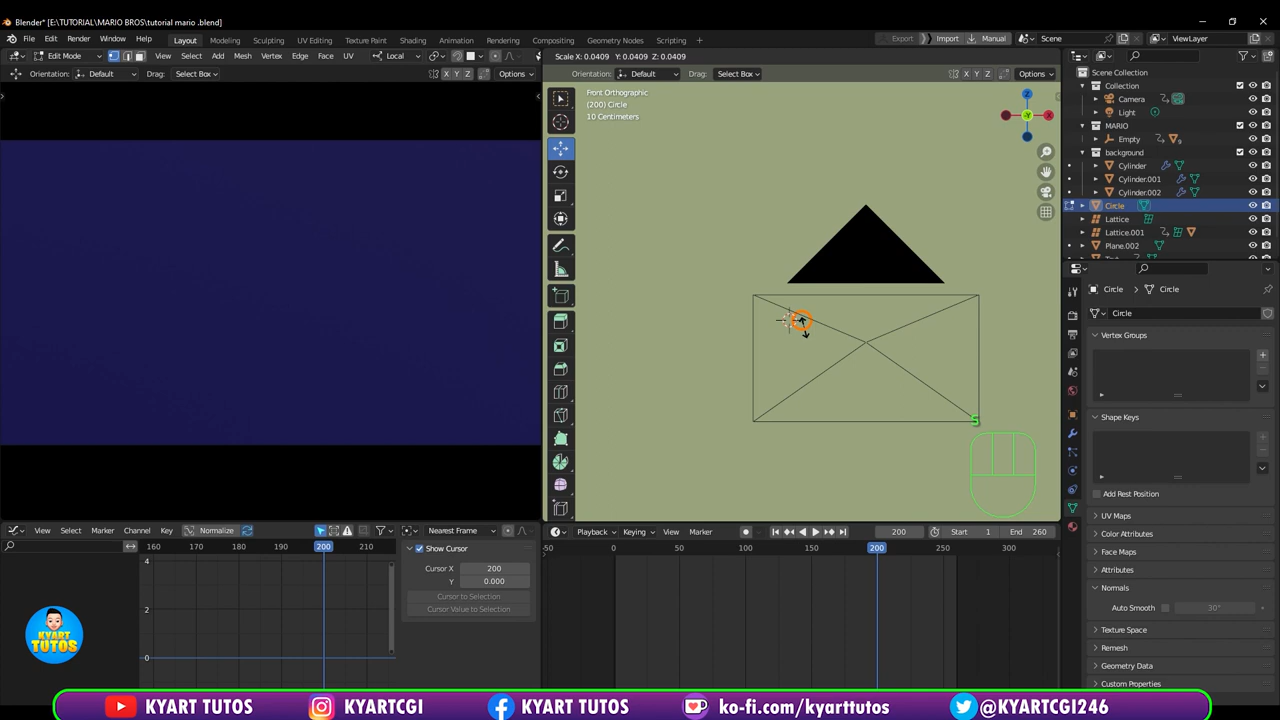 Blender* [E:\TUTORIAL\MARIO BROS\tutorial mario .blend]
File Edit Render Window Help Layout Modeling Sculpting UV Editing Texture Paint Shading Animation Rendering Compositing Geometry Nodes Scripting Export Import Manual Scene ViewLayer
Edit Mode View Select Add Mesh Vertex Edge Face UV Local Scale X: 0.0409 Y: 0.0409 Z: 0.0409
Orientation: Default Drag: Select Box X Y Z Options Orientation: Default Drag: Select Box X Y Z Options
Scene Collection
Collection
Camera
Light
MARIO
Empty 9
background
Cylinder
Cylinder.001
Cylinder.002
Circle
Lattice
Lattice.001
Plane.002
Front Orthographic
(200) Circle
10 Centimeters
Z
X
-Y
S
Circle Circle
Circle
Vertex Groups
Shape Keys
Add Rest Position
UV Maps
Color Attributes
Face Maps
Attributes
Normals
Auto Smooth 30°
Texture Space
Remesh
Geometry Data
Custom Properties
View Select Marker Channel Key Normalize Nearest Frame
160 170 180 190 200 210
4
2
0
Show Cursor
Cursor X 200
Y 0.000
Cursor to Selection
Cursor Value to Selection
Playback Keying View Marker 200 Start 1 End 260
-50 0 50 100 150 200 250 300
KYART
TUTOS
KYART TUTOS KYARTCGI KYART TUTOS ko-fi.com/kyarttutos @KYARTCGI246